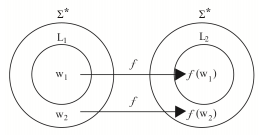 Σ* Σ*
L₁ L₂
f
w₁ f(w₁)
f
w₂ f(w₂)